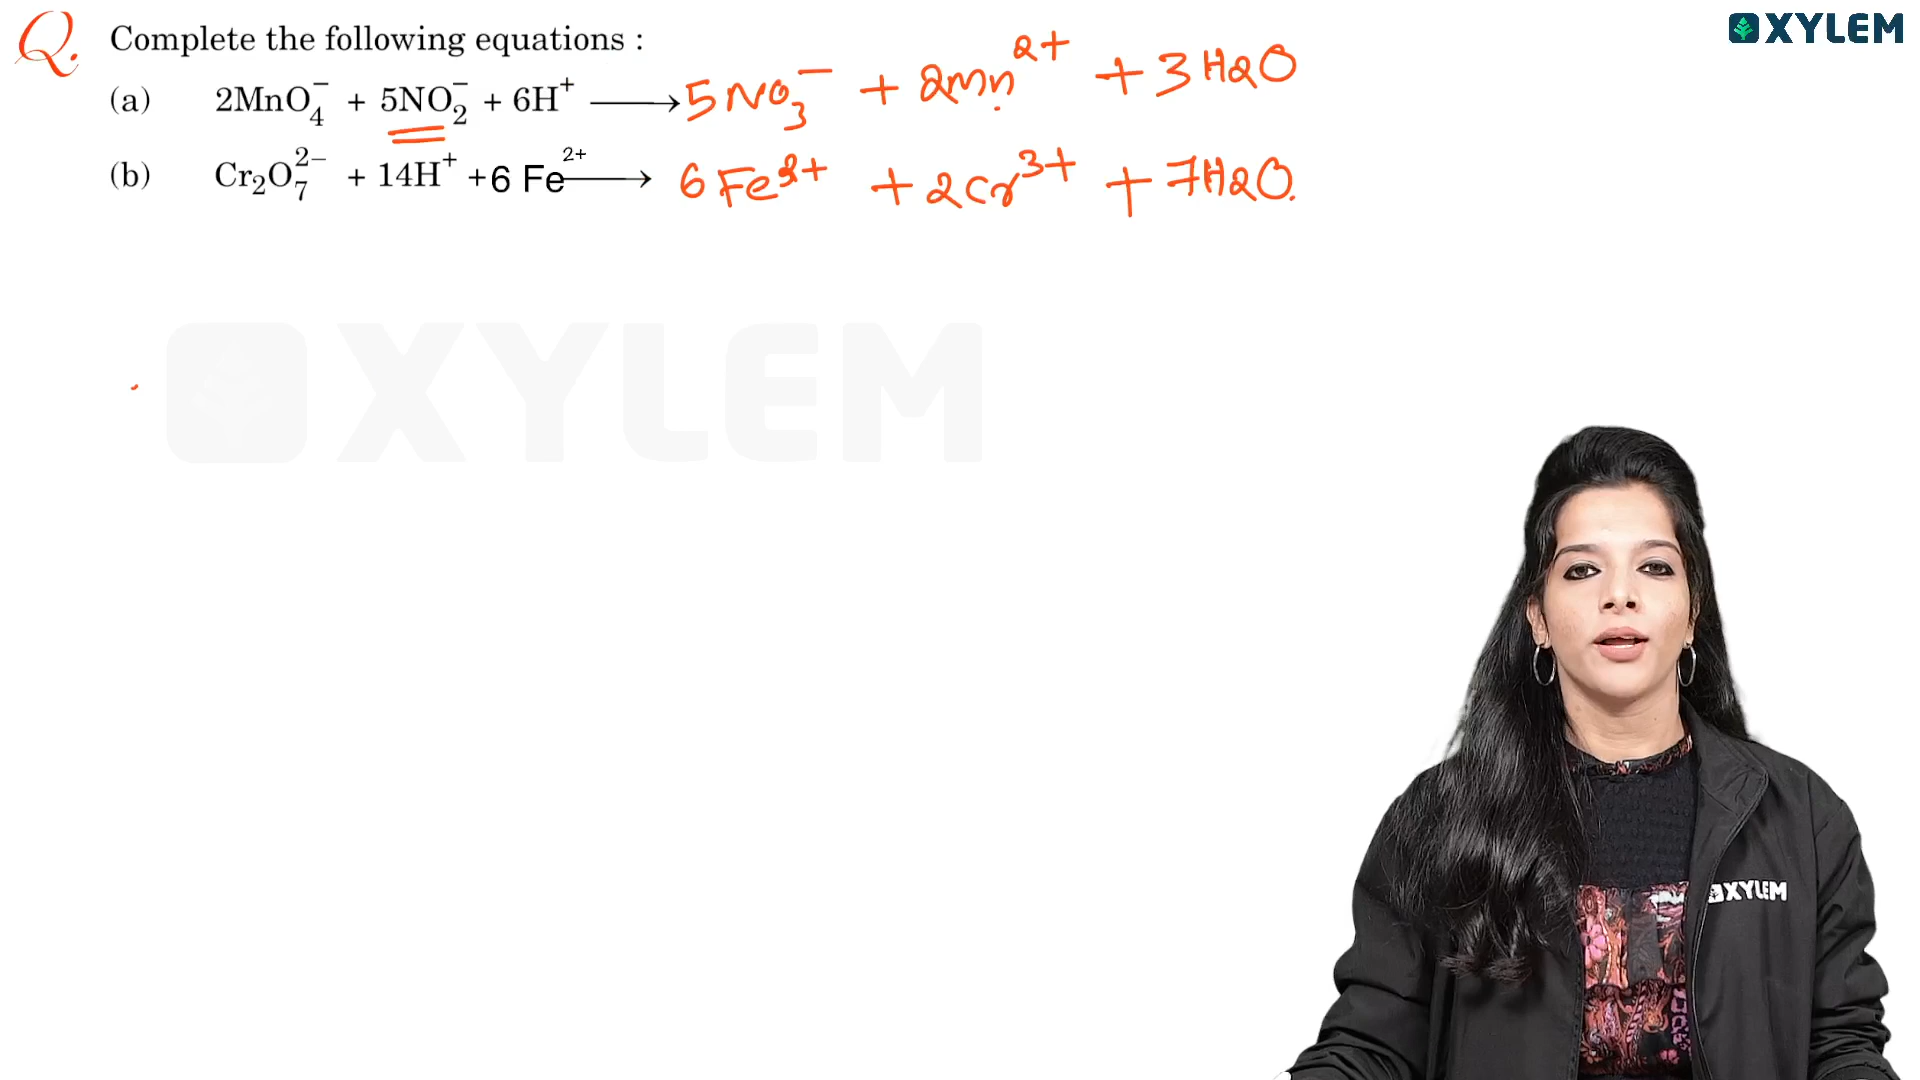 Q. Complete the following equations :
XYLEM
(a) 2MnO₄⁻ + 5NO₂⁻ + 6H⁺ ⟶ 5NO₃⁻ + 2Mn²⁺ + 3H2O
(b) Cr₂O₇²⁻ + 14H⁺ + 6 Fe²⁺ ⟶ 6Fe²⁺ + 2Cr³⁺ + 7H2O.
XYLEM
XYLEM